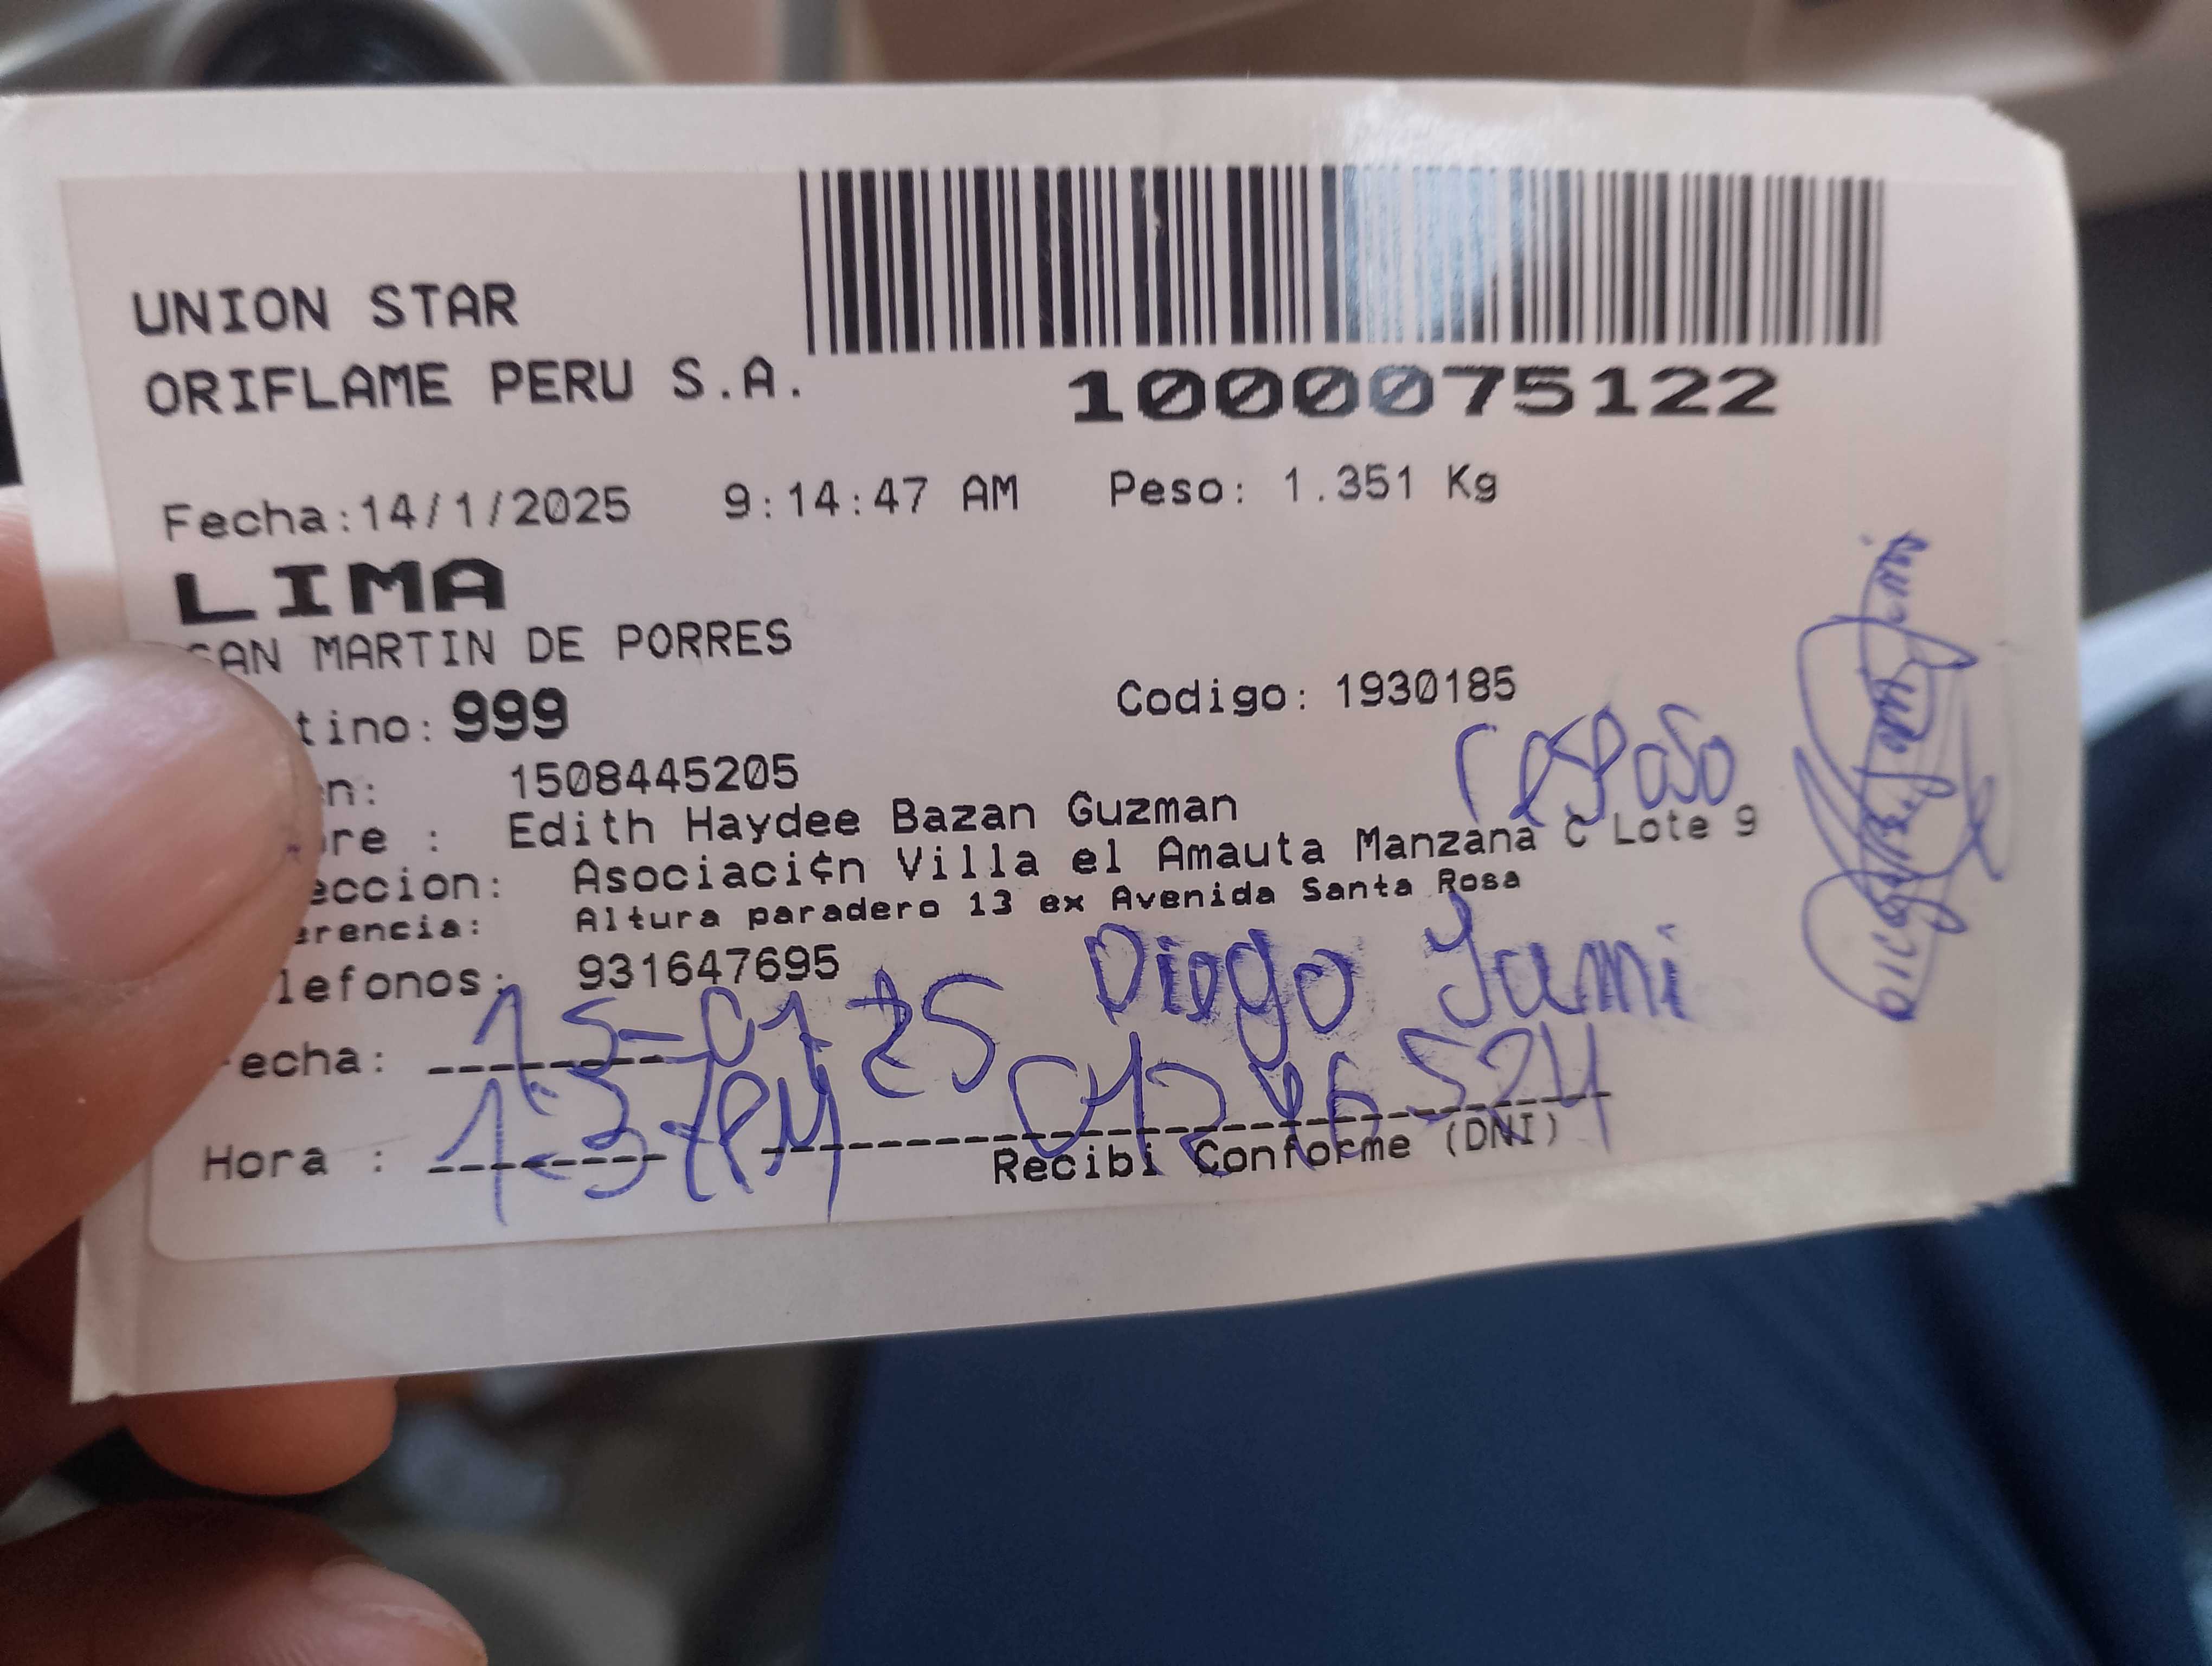 UNION STAR
ORIFLAME PERU S.A.
1000075122
Fecha:14/1/2025 9:14:47 AM Peso: 1.351 Kg
LIMA
SAN MARTIN DE PORRES
tino: 999 Codigo: 1930185
n: 1508445205
esposo
re : Edith Haydee Bazan Guzman
eccion: Asociaci¢n Villa el Amauta Manzana C Lote 9
erencia: Altura paradero 13 ex Avenida Santa Rosa
lefonos: 931647695
Diego Yami
echa: 15-01-25
Hora :
Recibi Conforme (DNI)